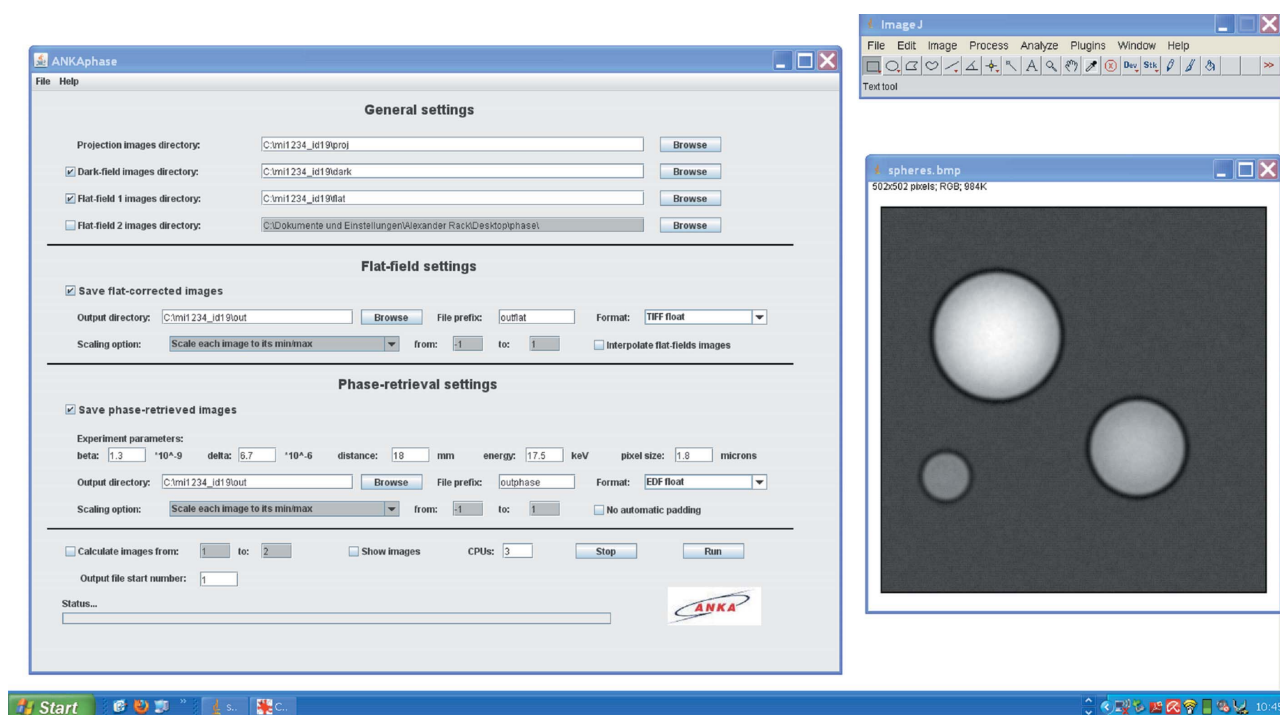 ANKAphase
File Help
General settings
Projection images directory: C:\mi1234_id19\proj Browse
Dark-field images directory: C:\mi1234_id19\dark Browse
Flat-field 1 images directory: C:\mi1234_id19\flat Browse
Flat-field 2 images directory: C:\Dokumente und Einstellungen\Alexander Rack\Desktop\phase\ Browse
Flat-field settings
Save flat-corrected images
Output directory: C:\mi1234_id19\out Browse File prefix: outflat Format: TIFF float
Scaling option: Scale each image to its min/max from: -1 to: 1 Interpolate flat-fields images
Phase-retrieval settings
Save phase-retrieved images
Experiment parameters:
beta: 1.3 *10^-9 delta: 6.7 *10^-6 distance: 18 mm energy: 17.5 keV pixel size: 1.8 microns
Output directory: C:\mi1234_id19\out Browse File prefix: outphase Format: EDF float
Scaling option: Scale each image to its min/max from: -1 to: 1 No automatic padding
Calculate images from: 1 to: 2 Show images CPUs: 3 Stop Run
Output file start number: 1
Status...
ANKA
ImageJ
File Edit Image Process Analyze Plugins Window Help
A Dev Stk >>
Text tool
spheres.bmp
502x502 pixels; RGB; 984K
Start s.. C.. 10:45